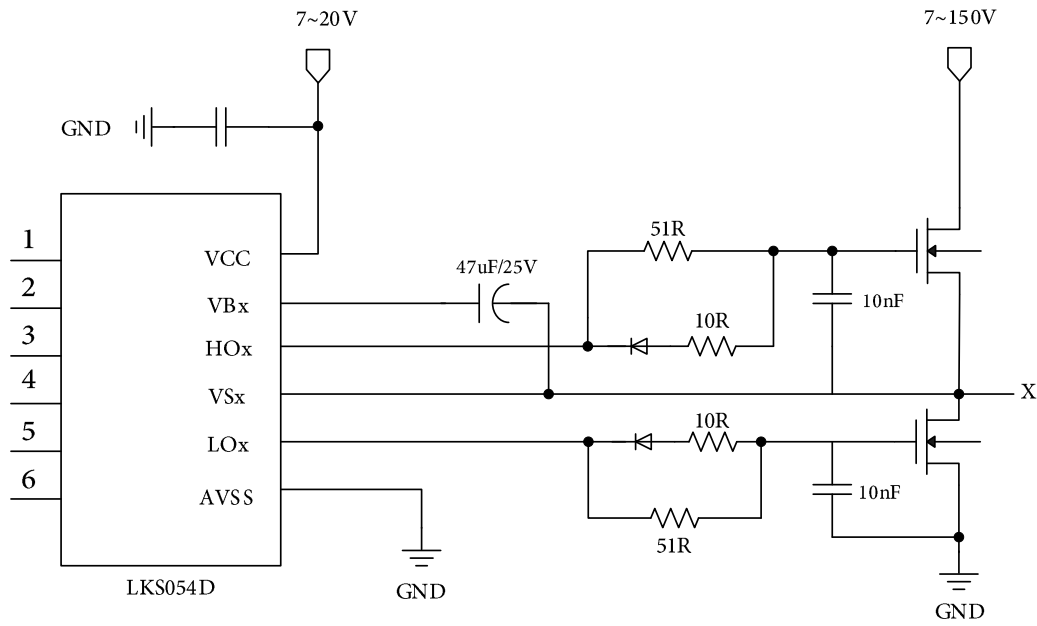 7~20V
7~150V
GND
1
VCC
51R
2
VBx
47uF/25V
10nF
3
HOx
10R
4
VSx
X
5
LOx
10R
6
AVSS
10nF
51R
LKS054D
GND
GND